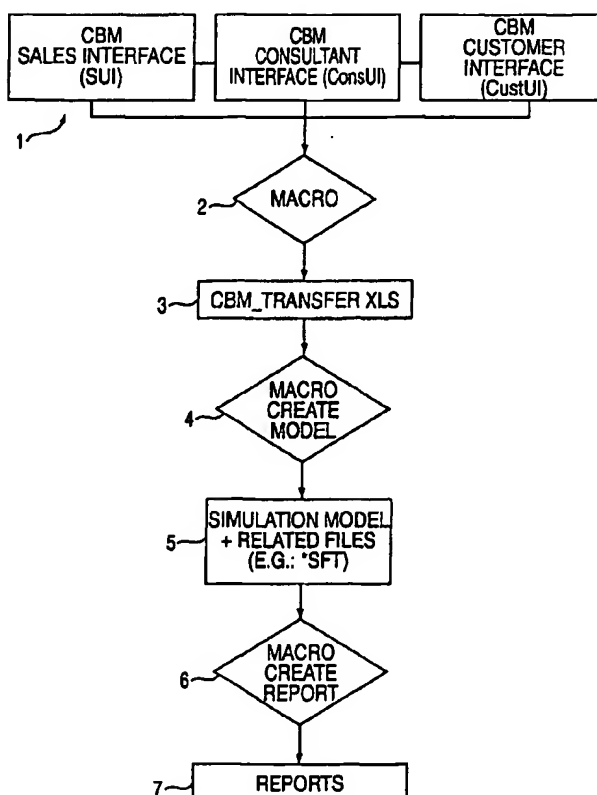 CBM
SALES INTERFACE
(SUI)
CBM
CONSULTANT
INTERFACE (ConsUI)
CBM
CUSTOMER
INTERFACE
(CustUI)
1
2
MACRO
3
CBM_TRANSFER XLS
4
MACRO
CREATE
MODEL
5
SIMULATION MODEL
+ RELATED FILES
(E.G.: *SFT)
6
MACRO
CREATE
REPORT
7
REPORTS